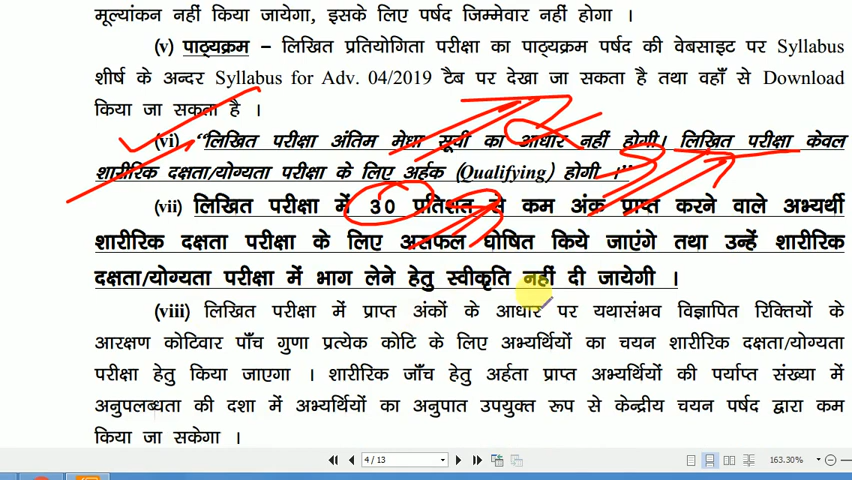 मूल्यांकन नहीं किया जायेगा, इसके लिए पर्षद जिम्मेवार नहीं होगा ।
(v) पाठ्यक्रम – लिखित प्रतियोगिता परीक्षा का पाठ्यक्रम पर्षद की वेबसाइट पर Syllabus
शीर्ष के अन्दर Syllabus for Adv. 04/2019 टैब पर देखा जा सकता है तथा वहाँ से Download
किया जा सकता है ।
(vi) "लिखित परीक्षा अंतिम मेधा सूची का आधार नहीं होगी। लिखित परीक्षा केवल
शारीरिक दक्षता/योग्यता परीक्षा के लिए अर्हक (Qualifying) होगी ।"
(vii) लिखित परीक्षा में 30 प्रतिशत से कम अंक प्राप्त करने वाले अभ्यर्थी
शारीरिक दक्षता परीक्षा के लिए असफल घोषित किये जाएंगे तथा उन्हें शारीरिक
दक्षता/योग्यता परीक्षा में भाग लेने हेतु स्वीकृति नहीं दी जायेगी ।
(viii) लिखित परीक्षा में प्राप्त अंकों के आधार पर यथासंभव विज्ञापित रिक्तियों के
आरक्षण कोटिवार पाँच गुणा प्रत्येक कोटि के लिए अभ्यर्थियों का चयन शारीरिक दक्षता/योग्यता
परीक्षा हेतु किया जाएगा । शारीरिक जाँच हेतु अर्हता प्राप्त अभ्यर्थियों की पर्याप्त संख्या में
अनुपलब्धता की दशा में अभ्यर्थियों का अनुपात उपयुक्त रूप से केन्द्रीय चयन पर्षद द्वारा कम
किया जा सकेगा ।
4 / 13
163.30%